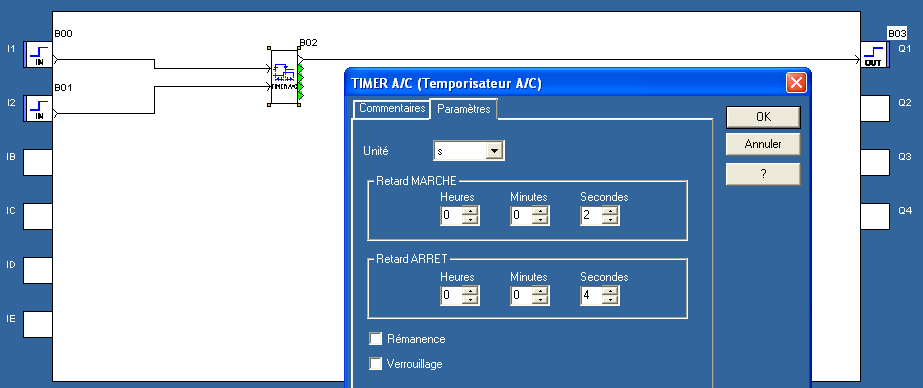 B00
B03
I1
IN
B02
Q1
OUT
TIMER A/C
TIMER A/C (Temporisateur A/C)
B01
I2
IN
Commentaires
Paramètres
OK
Q2
Annuler
Unité
s
IB
?
Q3
Retard MARCHE
Heures
Minutes
Secondes
IC
0
0
2
Q4
Retard ARRET
ID
Heures
Minutes
Secondes
0
0
4
IE
Rémanence
Verrouillage